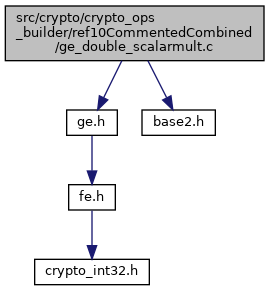 src/crypto/crypto_ops
_builder/ref10CommentedCombined
/ge_double_scalarmult.c
ge.h
base2.h
fe.h
crypto_int32.h